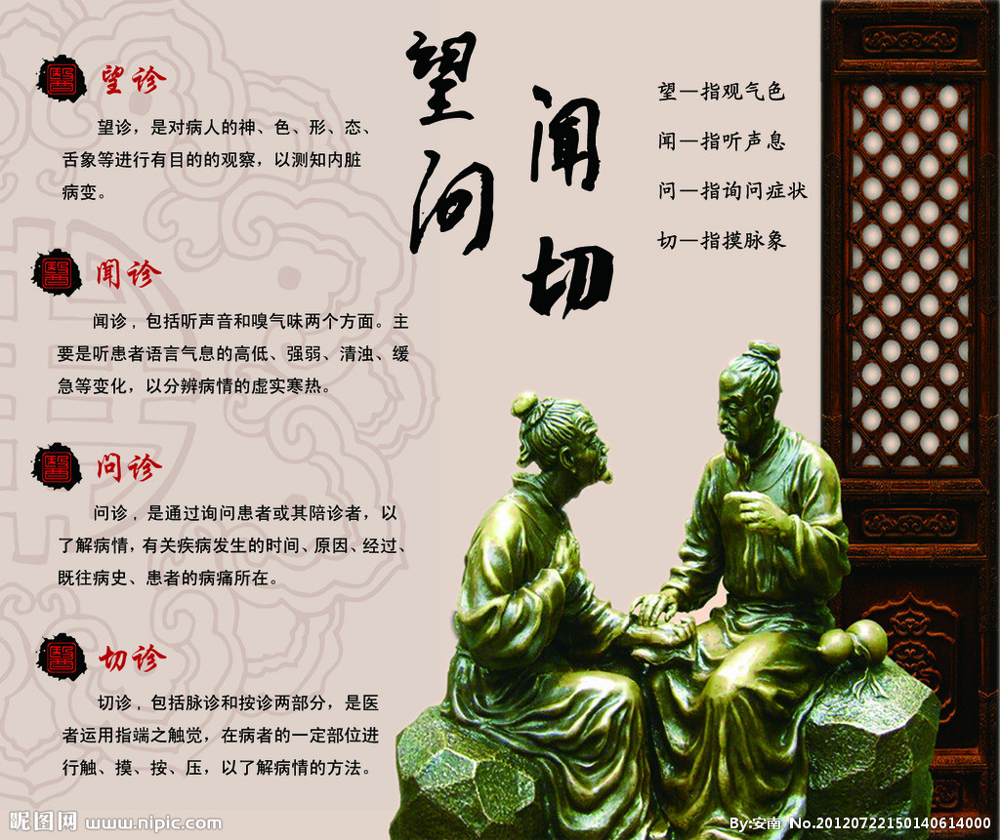 望诊
望诊，是对病人的神、色、形、态、
舌象等进行有目的的观察，以测知内脏
病变。
闻诊
闻诊，包括听声音和嗅气味两个方面。主
要是听患者语言气息的高低、强弱、清浊、缓
急等变化，以分辨病情的虚实寒热。
问诊
问诊，是通过询问患者或其陪诊者，以
了解病情，有关疾病发生的时间、原因、经过、
既往病史、患者的病痛所在。
切诊
切诊，包括脉诊和按诊两部分，是医
者运用指端之触觉，在病者的一定部位进
行触、摸、按、压，以了解病情的方法。
望
闻
问
切
望—指观气色
闻—指听声息
问—指询问症状
切—指摸脉象
昵图网 www.nipic.com
By:安南 No.20120722150140614000